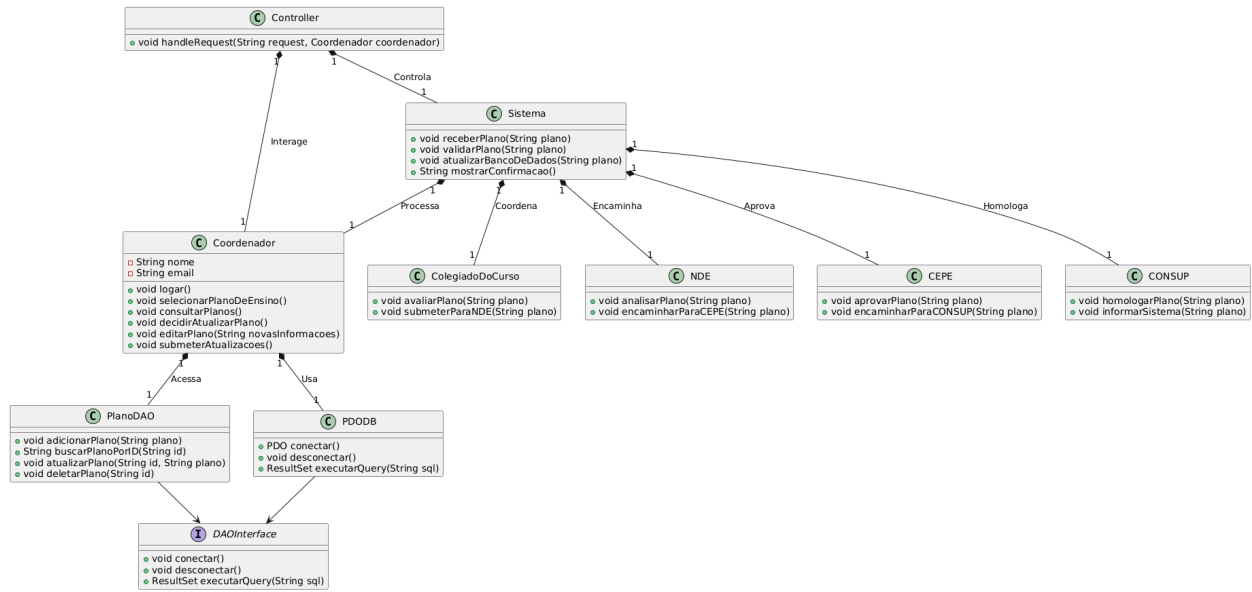 C Controller
void handleRequest(String request, Coordenador coordenador)
1
1
Controla
1
Interage
1
C Sistema
void receberPlano(String plano)
void validarPlano(String plano)
void atualizarBancoDeDados(String plano)
String mostrarConfirmacao()
1
1
1
1
1
Processa
Coordena
Encaminha
Aprova
Homologa
1
1
1
1
1
C Coordenador
String nome
String email
void logar()
void selecionarPlanoDeEnsino()
void consultarPlanos()
void decidirAtualizarPlano()
void editarPlano(String novasInformacoes)
void submeterAtualizacoes()
C ColegiadoDoCurso
void avaliarPlano(String plano)
void submeterParaNDE(String plano)
C NDE
void analisarPlano(String plano)
void encaminharParaCEPE(String plano)
C CEPE
void aprovarPlano(String plano)
void encaminharParaCONSUP(String plano)
C CONSUP
void homologarPlano(String plano)
void informarSistema(String plano)
1
1
Acessa
Usa
1
1
C PlanoDAO
void adicionarPlano(String plano)
String buscarPlanoPorID(String id)
void atualizarPlano(String id, String plano)
void deletarPlano(String id)
C PDODB
PDO conectar()
void desconectar()
ResultSet executarQuery(String sql)
I DAOInterface
void conectar()
void desconectar()
ResultSet executarQuery(String sql)